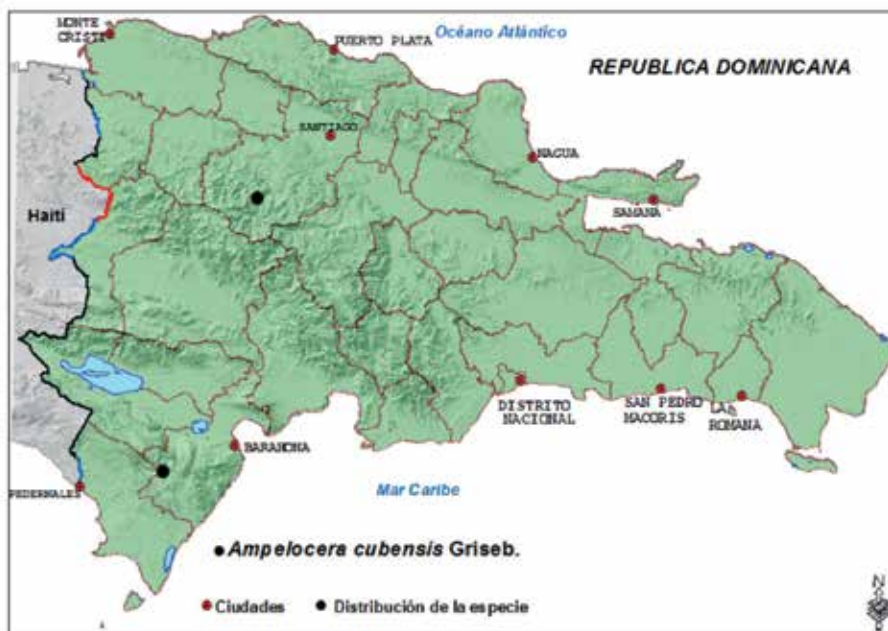 MONTE
CRISTI
PUERTO PLATA
Océano Atlántico
REPUBLICA DOMINICANA
SANTIAGO
NAGUA
Haití
SAMANA
DISTRITO
NACIONAL
SAN PEDRO
MACORIS
LA
ROMANA
BARAHONA
PEDERNALES
Mar Caribe
Ampelocera cubensis Griseb.
Ciudades
Distribución de la especie
N